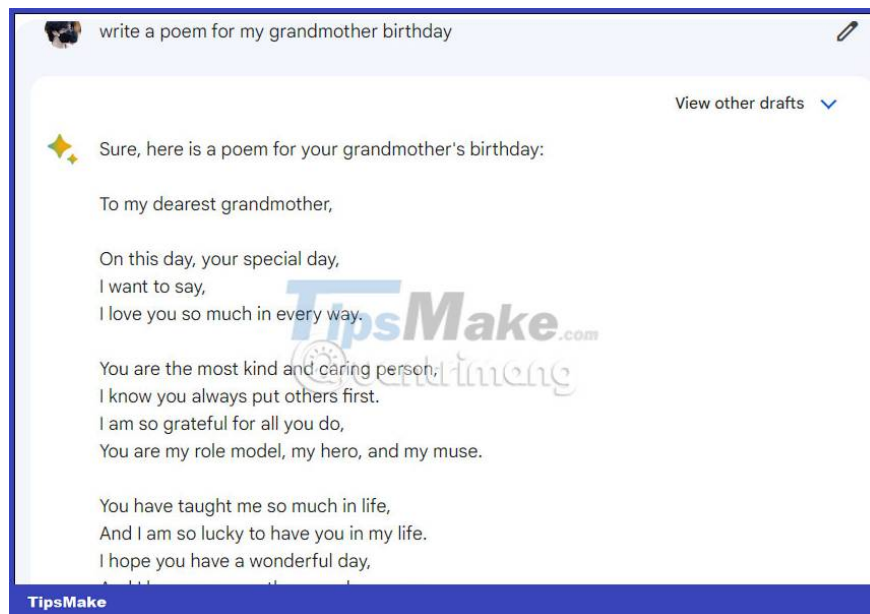 write a poem for my grandmother birthday
View other drafts
Sure, here is a poem for your grandmother's birthday:
To my dearest grandmother,
On this day, your special day,
I want to say,
I love you so much in every way.
TipsMake.com
You are the most kind and caring person,
@quantrimang
I know you always put others first.
I am so grateful for all you do,
You are my role model, my hero, and my muse.
You have taught me so much in life,
And I am so lucky to have you in my life.
I hope you have a wonderful day,
TipsMake